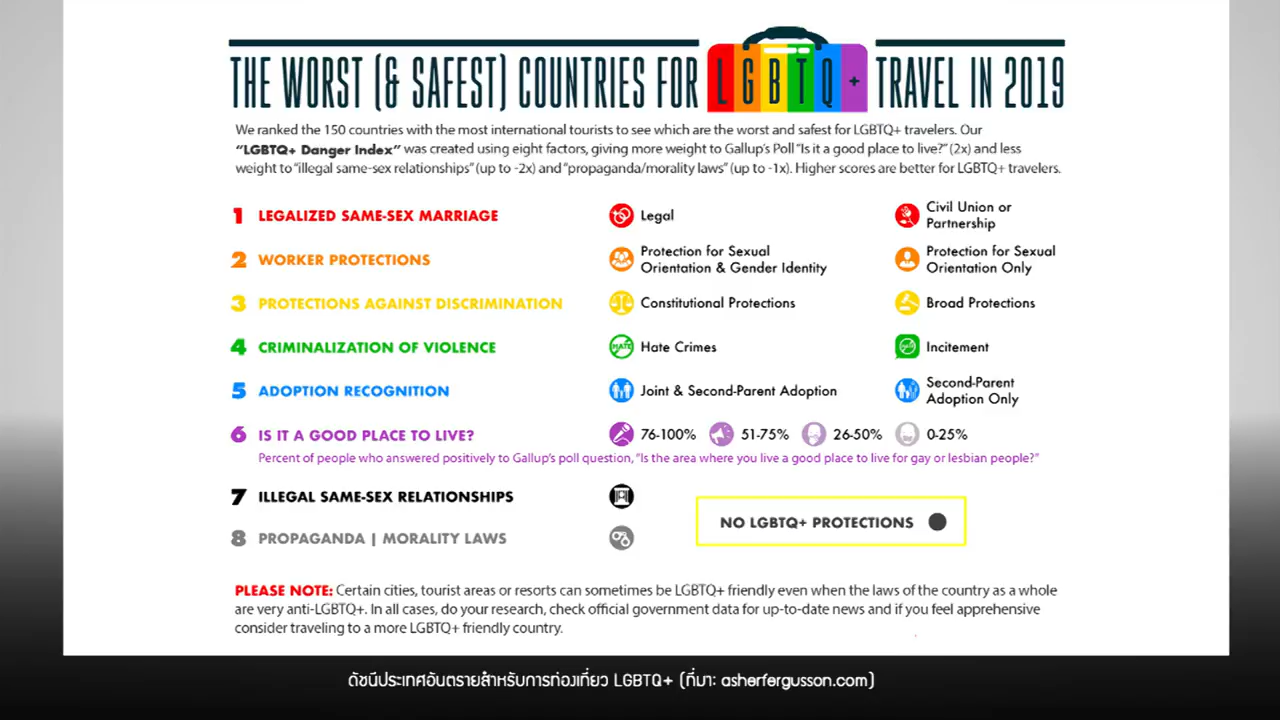 THE WORST (& SAFEST) COUNTRIES FOR LGBTQ+ TRAVEL IN 2019
We ranked the 150 countries with the most international tourists to see which are the worst and safest for LGBTQ+ travelers. Our
"LGBTQ+ Danger Index" was created using eight factors, giving more weight to Gallup's Poll "Is it a good place to live?" (2x) and less
weight to "illegal same-sex relationships" (up to -2x) and "propaganda/morality laws" (up to -1x). Higher scores are better for LGBTQ+ travelers.
1 LEGALIZED SAME-SEX MARRIAGE Legal Civil Union or
Partnership
2 WORKER PROTECTIONS Protection for Sexual
Orientation & Gender Identity Protection for Sexual
Orientation Only
3 PROTECTIONS AGAINST DISCRIMINATION Constitutional Protections Broad Protections
4 CRIMINALIZATION OF VIOLENCE HATE Hate Crimes Incitement
5 ADOPTION RECOGNITION Joint & Second-Parent Adoption Second-Parent
Adoption Only
6 IS IT A GOOD PLACE TO LIVE? 76-100% 51-75% 26-50% 0-25%
Percent of people who answered positively to Gallup's poll question, "Is the area where you live a good place to live for gay or lesbian people?"
7 ILLEGAL SAME-SEX RELATIONSHIPS
NO LGBTQ+ PROTECTIONS
8 PROPAGANDA | MORALITY LAWS
PLEASE NOTE: Certain cities, tourist areas or resorts can sometimes be LGBTQ+ friendly even when the laws of the country as a whole
are very anti-LGBTQ+. In all cases, do your research, check official government data for up-to-date news and if you feel apprehensive
consider traveling to a more LGBTQ+ friendly country.
ดัชนีประเทศอันตรายสำหรับการท่องเที่ยว LGBTQ+ (ที่มา: asherfergusson.com)